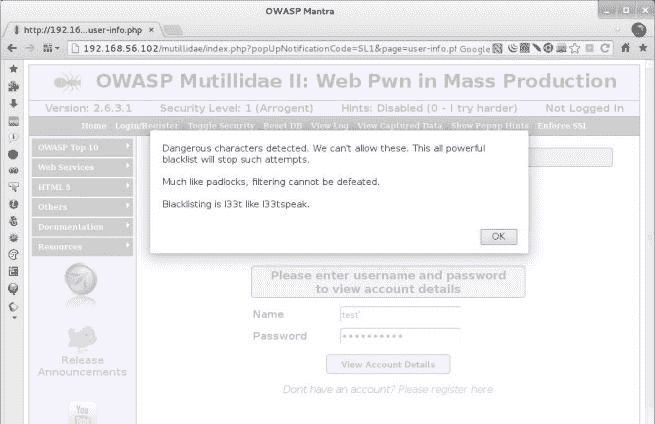 OWASP Mantra
http://192.16...user-info.php
192.168.56.102/mutillidae/index.php?popUpNotificationCode=SL1&page=user-info.pl
Google
OWASP Mutillidae II: Web Pwn in Mass Production
Version: 2.6.3.1 Security Level: 1 (Arrogent) Hints: Disabled (0 - I try harder) Not Logged In
Home Login/Register Toggle Security Reset DB View Log View Captured Data Show Popup Hints Enforce SSL
OWASP Top 10
Web Services
HTML 5
Others
Documentation
Resources
Release
Announcements
You
Dangerous characters detected. We can't allow these. This all powerful
blacklist will stop such attempts.
Much like padlocks, filtering cannot be defeated.
Blacklisting is l33t like l33tspeak.
OK
Please enter username and password
to view account details
Name test'
Password ••••••••••
View Account Details
Dont have an account? Please register here